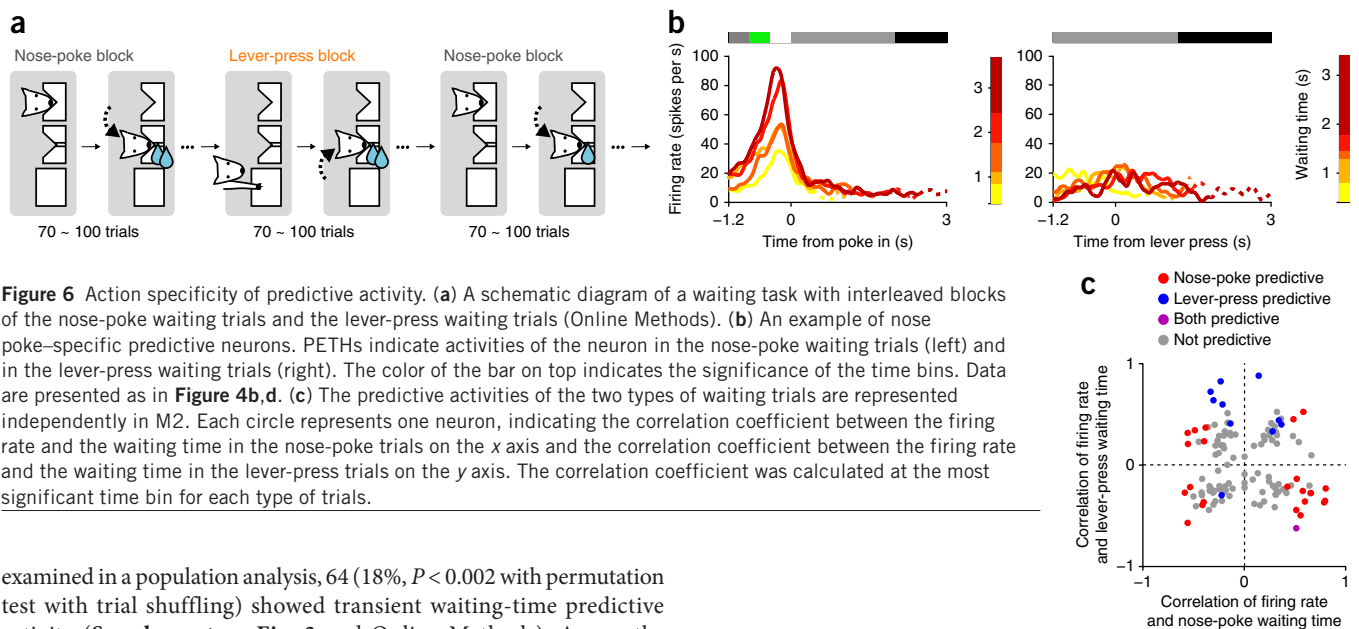 a
Nose-poke block
Lever-press block
Nose-poke block
70 ~ 100 trials
70 ~ 100 trials
70 ~ 100 trials
b
Firing rate (spikes per s)
100
80
60
40
20
0
−1.2
0
3
Time from poke in (s)
3
2
1
100
80
60
40
20
0
−1.2
0
3
Time from lever press (s)
Waiting time (s)
3
2
1
Figure 6 Action specificity of predictive activity. (a) A schematic diagram of a waiting task with interleaved blocks
of the nose-poke waiting trials and the lever-press waiting trials (Online Methods). (b) An example of nose
poke–specific predictive neurons. PETHs indicate activities of the neuron in the nose-poke waiting trials (left) and
in the lever-press waiting trials (right). The color of the bar on top indicates the significance of the time bins. Data
are presented as in Figure 4b,d. (c) The predictive activities of the two types of waiting trials are represented
independently in M2. Each circle represents one neuron, indicating the correlation coefficient between the firing
rate and the waiting time in the nose-poke trials on the x axis and the correlation coefficient between the firing rate
and the waiting time in the lever-press trials on the y axis. The correlation coefficient was calculated at the most
significant time bin for each type of trials.
c
Nose-poke predictive
Lever-press predictive
Both predictive
Not predictive
Correlation of firing rate
and lever-press waiting time
1
0
−1
−1
0
1
Correlation of firing rate
and nose-poke waiting time
examined in a population analysis, 64 (18%, P < 0.002 with permutation
test with trial shuffling) showed transient waiting-time predictive